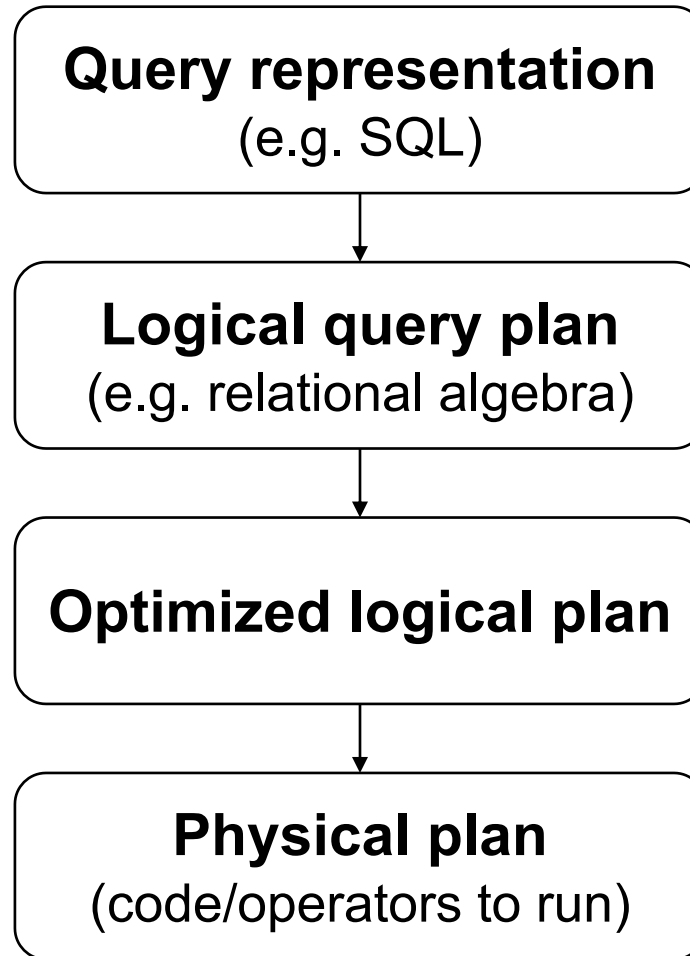 Query representation
(e.g. SQL)
Logical query plan
(e.g. relational algebra)
Optimized logical plan
Physical plan
(code/operators to run)